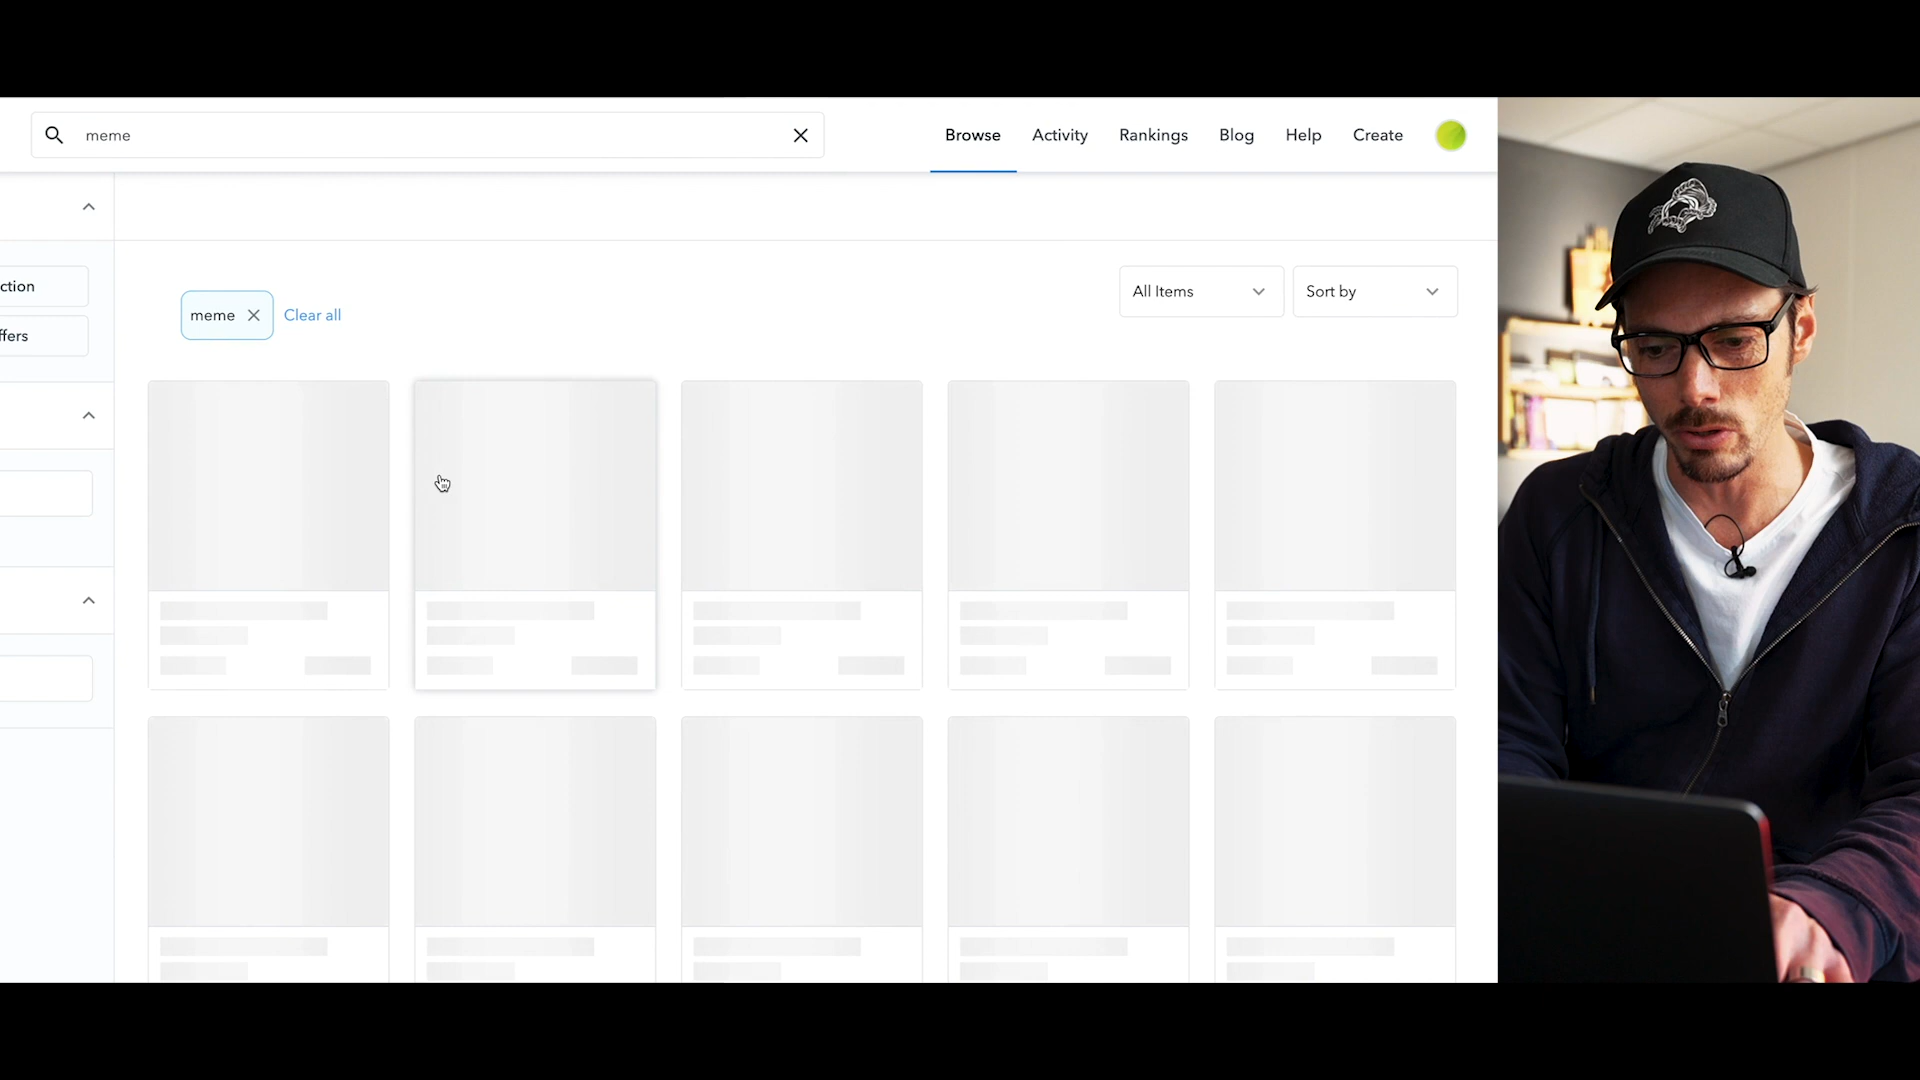 meme
Browse Activity Rankings Blog Help Create
ction
ffers
meme Clear all
All Items Sort by